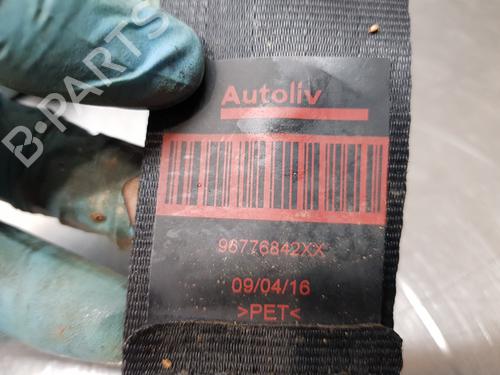 Autoliv
96776842XX
09/04/16
>PET<
B-PARTS